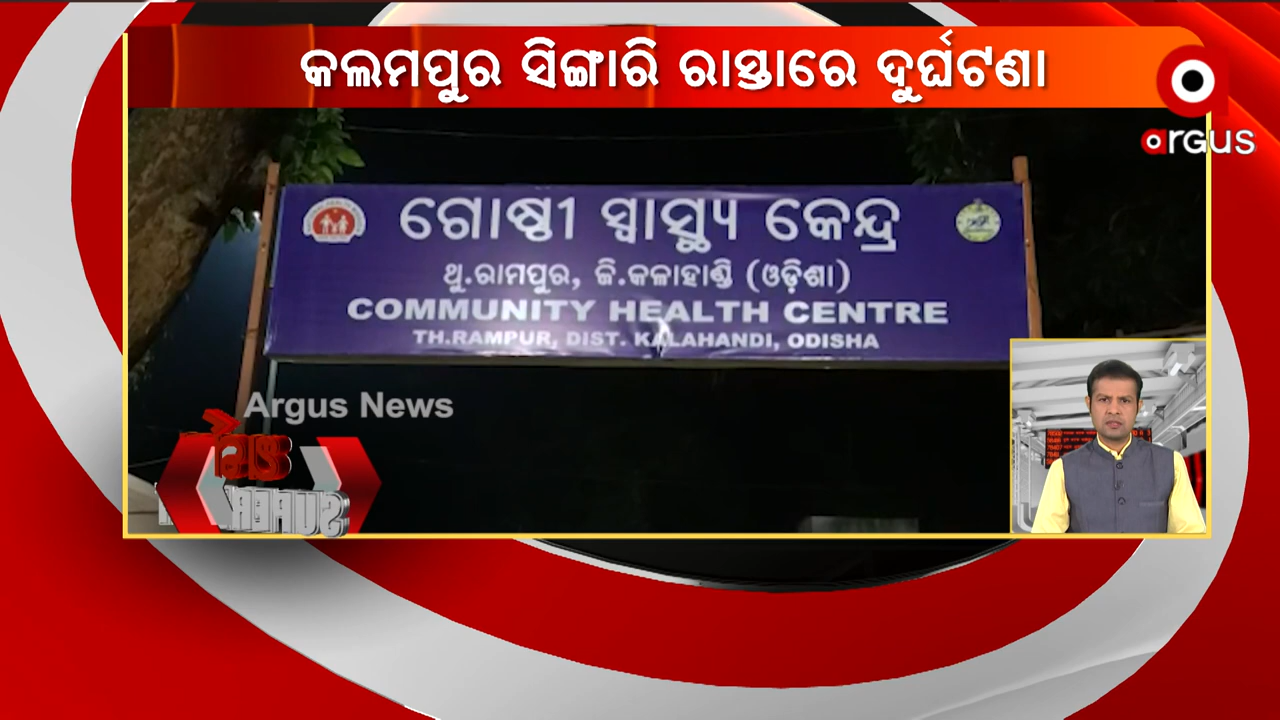 କଲମପୁର ସିଙ୍ଗାରି ରାସ୍ତାରେ ଦୁର୍ଘଟଣା
argus
ଗୋଷ୍ଠୀ ସ୍ୱାସ୍ଥ୍ୟ କେନ୍ଦ୍ର
ଥୁ.ରାମପୁର, ଜି.କଳାହାଣ୍ଡି (ଓଡ଼ିଶା)
COMMUNITY HEALTH CENTRE
TH.RAMPUR, DIST. KALAHANDI, ODISHA
Argus News